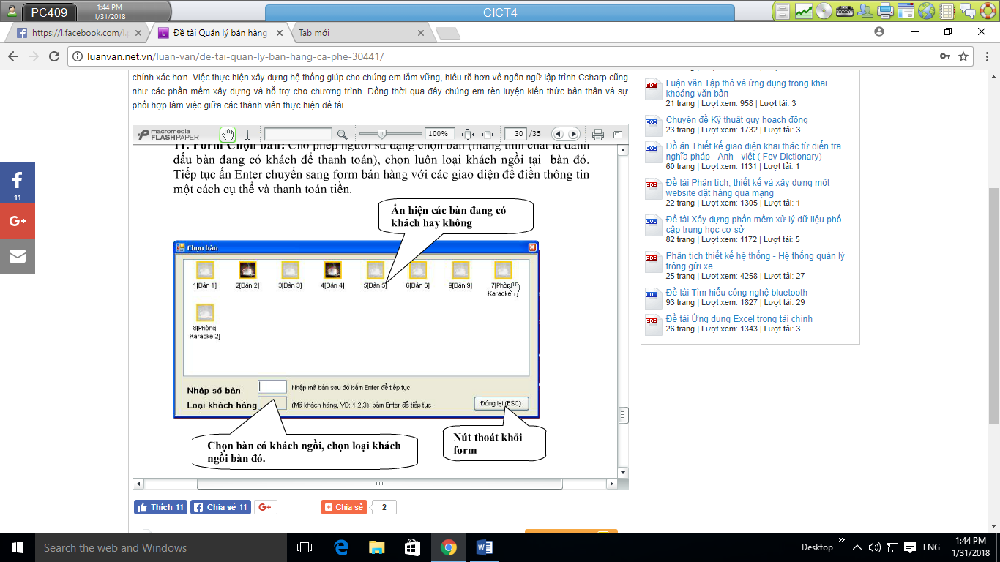 PC409
1:44 PM
1/31/2018
CICT4
https://l.facebook.com/l.
Đề tài Quản lý bán hàng
Tab mới
luanvan.net.vn/luan-van/de-tai-quan-ly-ban-hang-ca-phe-30441/
chính xác hơn. Việc thực hiện xây dựng hệ thống giúp cho chúng em lấm vững, hiểu rõ hơn về ngôn ngữ lập trình Csharp cũng
như các phần mềm xây dựng và hỗ trợ cho chương trình. Đồng thời qua đây chúng em rèn luyện kiến thức bản thân và sự
phối hợp làm việc giữa các thành viên thực hiện đề tài.
macromedia
FLASHPAPER
100%
30 /35
11. Form Chọn bàn: Cho phép người sử dụng chọn bàn (mang tính chất là đánh
dấu bàn đang có khách để thanh toán), chọn luôn loại khách ngồi tại bàn đó.
Tiếp tục ấn Enter chuyển sang form bán hàng với các giao diện để điền thông tin
một cách cụ thể và thanh toán tiền.
Ẩn hiện các bàn đang có
khách hay không
Chọn bàn
1[Bàn 1]
2[Bàn 2]
3[Bàn 3]
4[Bàn 4]
5[Bàn 5]
6[Bàn 6]
9[Bàn 9]
7[Phòng
Karaoke
8[Phòng
Karaoke 2]
Nhập số bàn
Nhập mã bàn sau đó bấm Enter để tiếp tục
Loại khách hàng
(Mã khách hàng, VD: 1,2,3), bấm Enter để tiếp tục
Đóng lại (ESC)
Chọn bàn có khách ngồi, chọn loại khách
ngồi bàn đó.
Nút thoát khỏi
form
11
G+
Thích 11
Chia sẻ 11
G+
Chia sẻ
2
Luận văn Tập thô và ứng dụng trong khai
khoáng văn bản
21 trang | Lượt xem: 958 | Lượt tải: 3
Chuyên đề Kỹ thuật quy hoạch động
23 trang | Lượt xem: 1732 | Lượt tải: 3
Đồ án Thiết kế giao diện khai thác từ điển tra
nghĩa pháp - Anh - việt ( Fev Dictionary)
60 trang | Lượt xem: 1131 | Lượt tải: 1
Đề tài Phân tích, thiết kế và xây dựng một
website đặt hàng qua mạng
22 trang | Lượt xem: 1305 | Lượt tải: 1
Đề tài Xây dựng phần mềm xử lý dữ liệu phổ
cập trung học cơ sở
82 trang | Lượt xem: 1172 | Lượt tải: 5
Phân tích thiết kế hệ thống - Hệ thống quản lý
trông gửi xe
25 trang | Lượt xem: 4258 | Lượt tải: 27
Đề tài Tìm hiểu công nghệ bluetooth
93 trang | Lượt xem: 1827 | Lượt tải: 29
Đề tài Ứng dụng Excel trong tài chính
26 trang | Lượt xem: 1343 | Lượt tải: 3
PDF
DOC
DOC
PDF
DOC
PDF
DOC
PDF
Search the web and Windows
Desktop
ENG
1:44 PM
1/31/2018